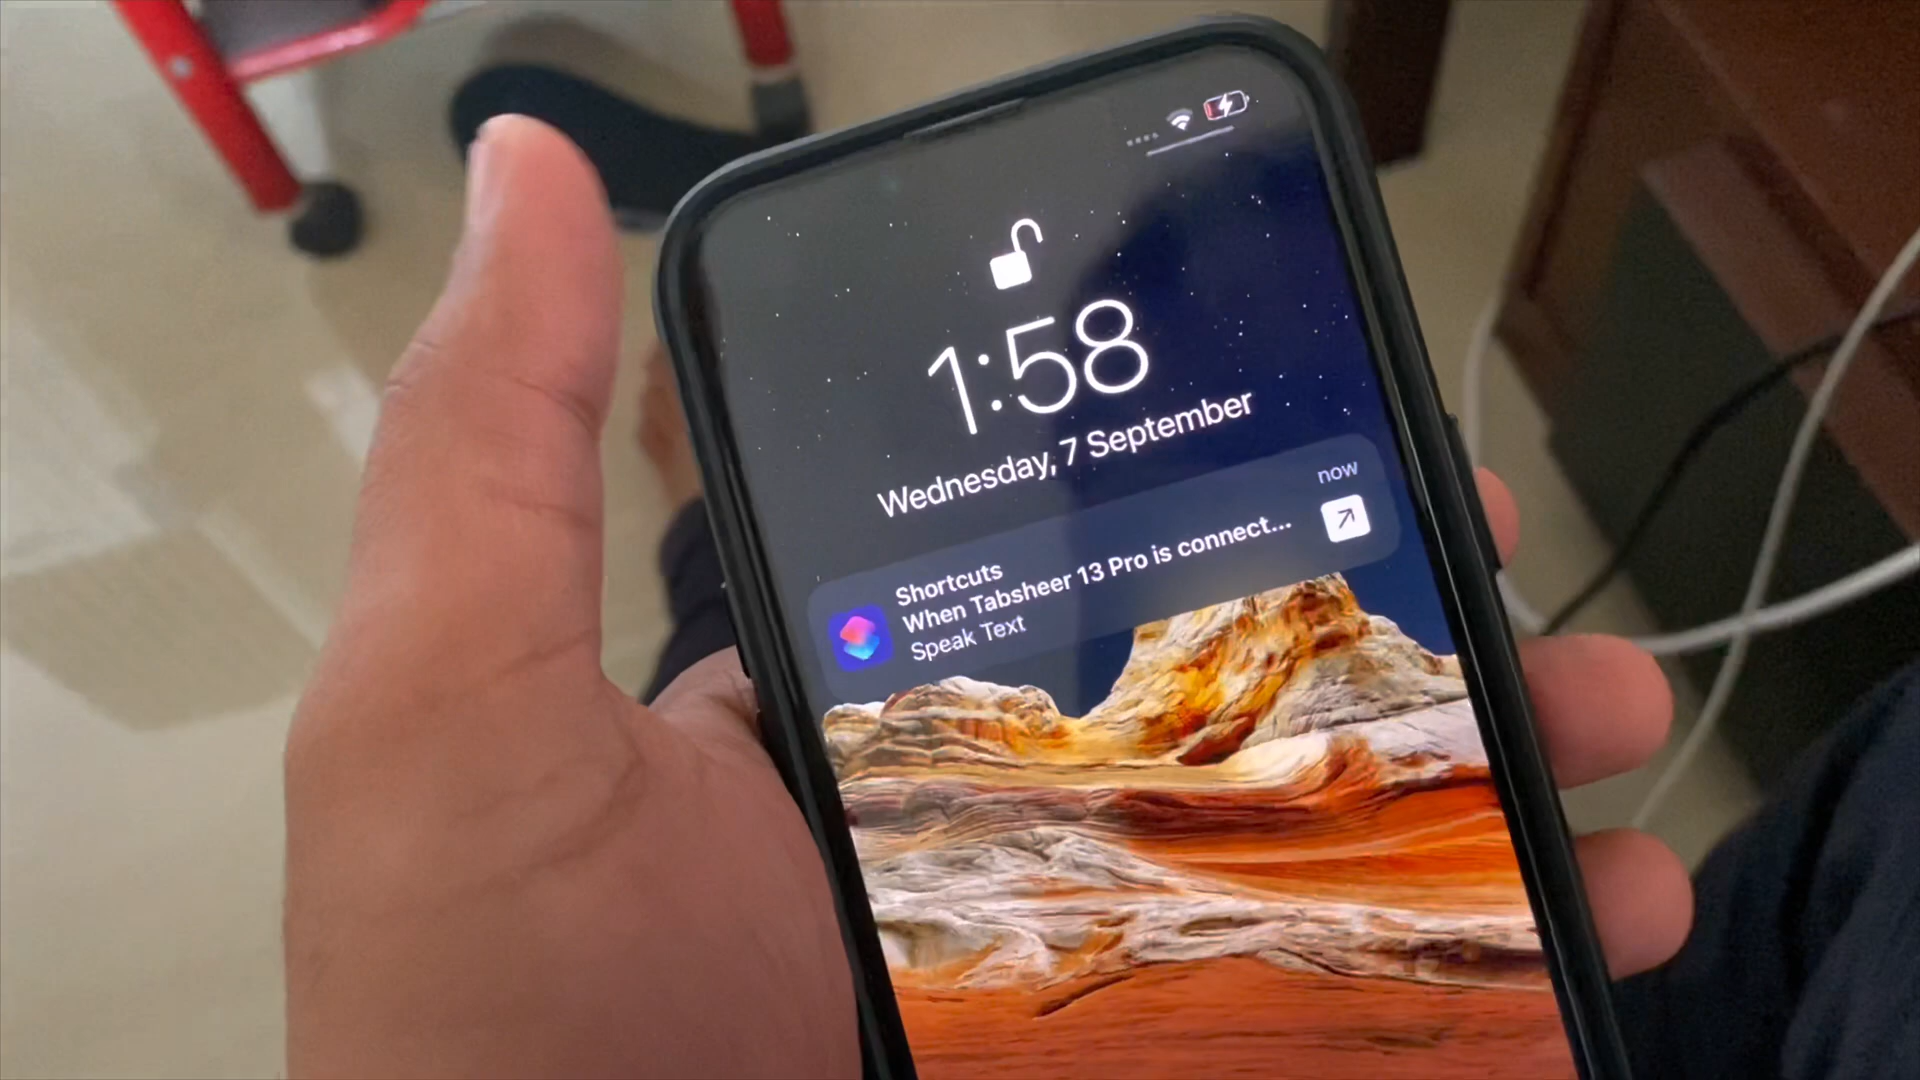 1:58
Wednesday, 7 September
now
Shortcuts
When Tabsheer 13 Pro is connect...
Speak Text